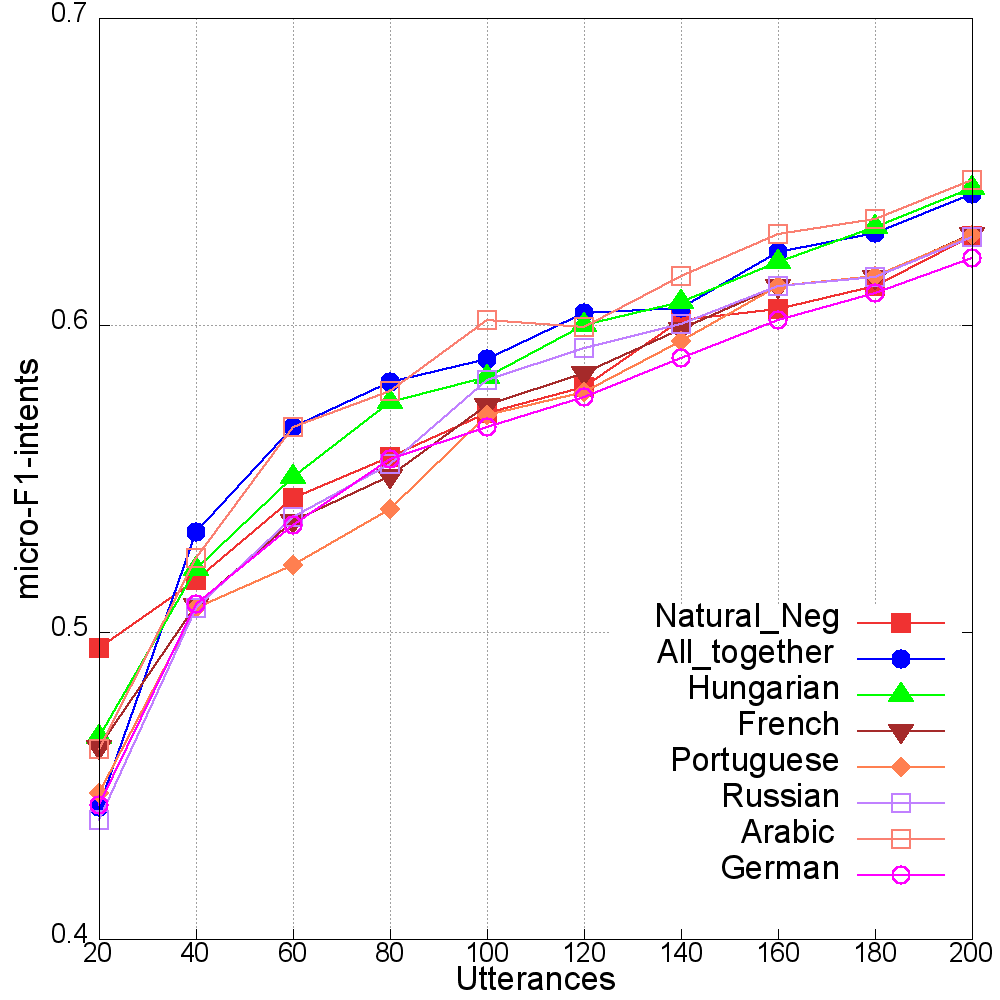 0.7
0.6
0.5
0.4
micro-F1-intents
Natural_Neg
All_together
Hungarian
French
Portuguese
Russian
Arabic
German
20 40 60 80 100 120 140 160 180 200
Utterances